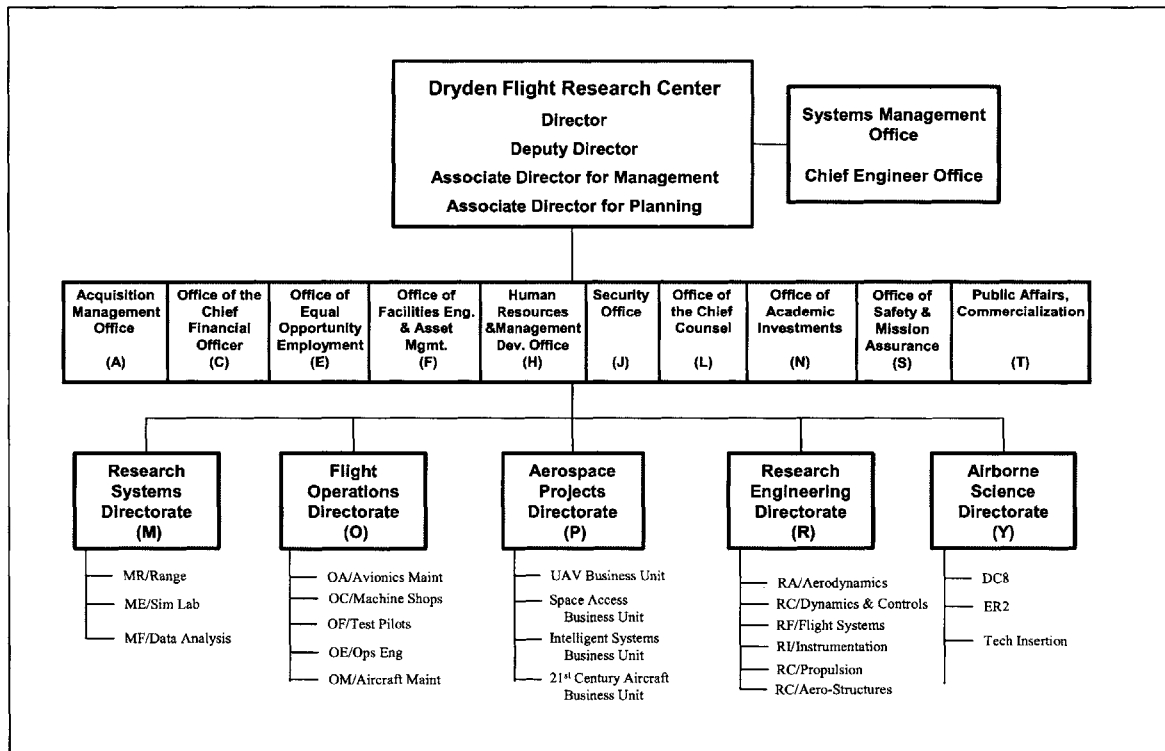 Dryden Flight Research Center
Director
Deputy Director
Associate Director for Management
Associate Director for Planning
Systems Management
Office
Chief Engineer Office
Acquisition
Management
Office
(A)
Office of the
Chief
Financial
Officer
(C)
Office of
Equal
Opportunity
Employment
(E)
Office of
Facilities Eng.
& Asset
Mgmt.
(F)
Human
Resources
&Management
Dev. Office
(H)
Security
Office
(J)
Office of
the Chief
Counsel
(L)
Office of
Academic
Investments
(N)
Office of
Safety &
Mission
Assurance
(S)
Public Affairs,
Commercialization
(T)
Research
Systems
Directorate
(M)
MR/Range
ME/Sim Lab
MF/Data Analysis
Flight
Operations
Directorate
(O)
OA/Avionics Maint
OC/Machine Shops
OF/Test Pilots
OE/Ops Eng
OM/Aircraft Maint
Aerospace
Projects
Directorate
(P)
UAV Business Unit
Space Access
Business Unit
Intelligent Systems
Business Unit
21st Century Aircraft
Business Unit
Research
Engineering
Directorate
(R)
RA/Aerodynamics
RC/Dynamics & Controls
RF/Flight Systems
RI/Instrumentation
RC/Propulsion
RC/Aero-Structures
Airborne
Science
Directorate
(Y)
DC8
ER2
Tech Insertion